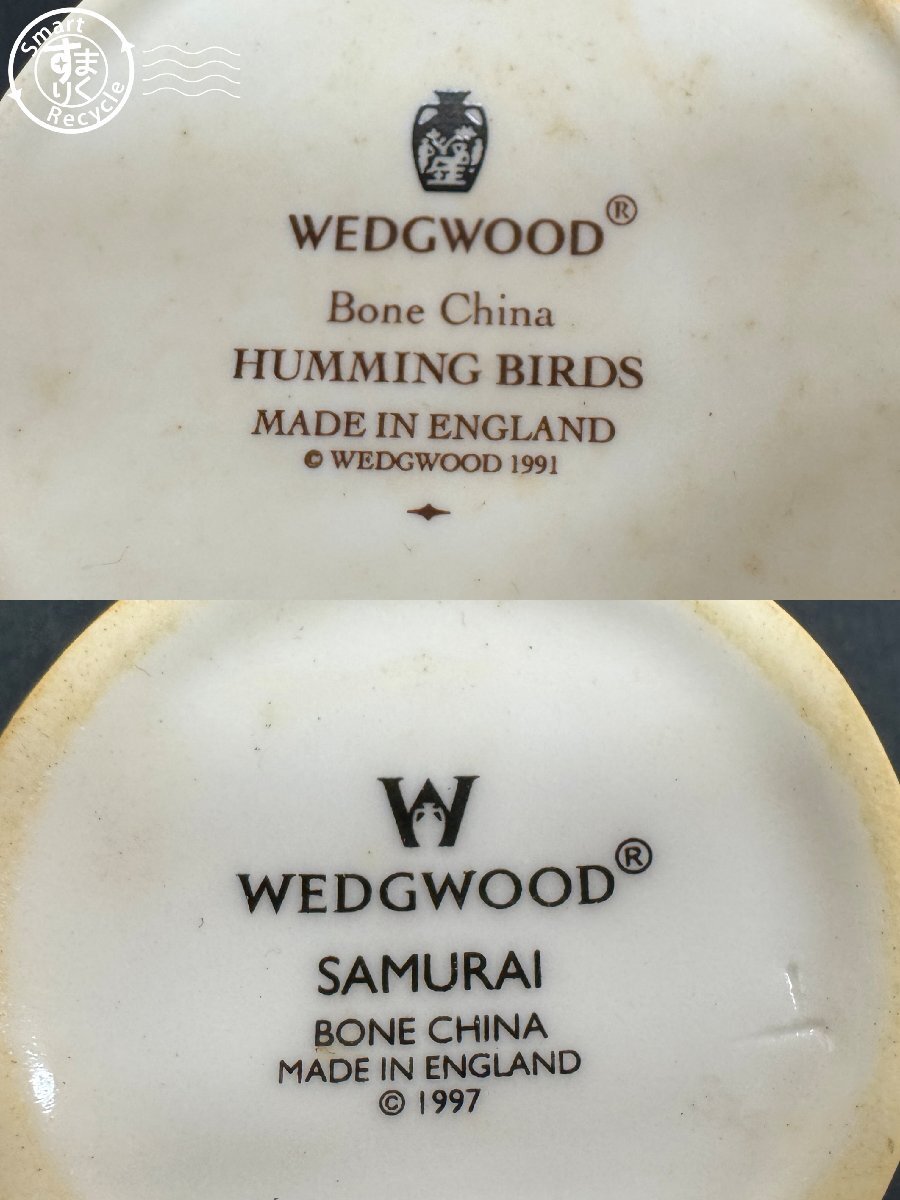 Smart
すまりく
Recycle
WEDGWOOD®
Bone China
HUMMING BIRDS
MADE IN ENGLAND
© WEDGWOOD 1991
W
WEDGWOOD®
SAMURAI
BONE CHINA
MADE IN ENGLAND
© 1997